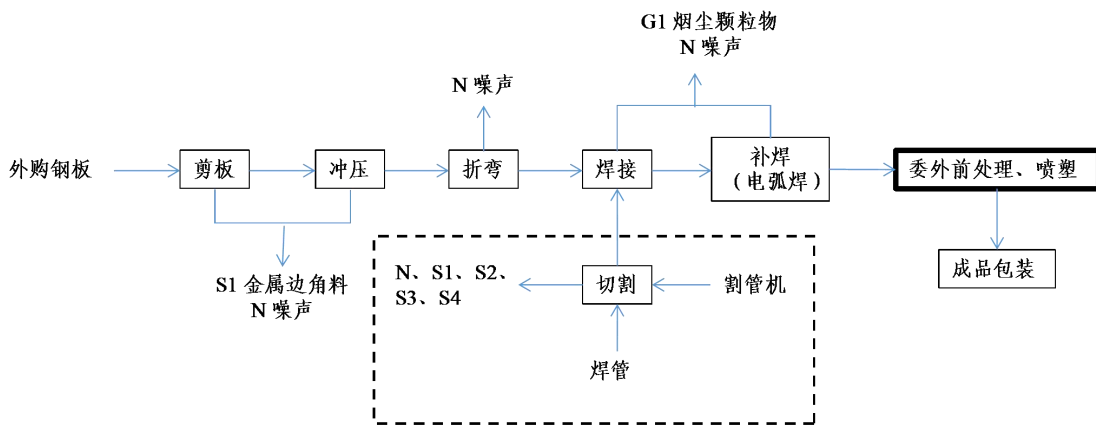 G1 烟尘颗粒物
N 噪声
N 噪声
外购钢板
剪板
冲压
折弯
焊接
补焊
（电弧焊）
委外前处理、喷塑
S1 金属边角料
N 噪声
N、S1、S2、
S3、S4
切割
割管机
成品包装
焊管